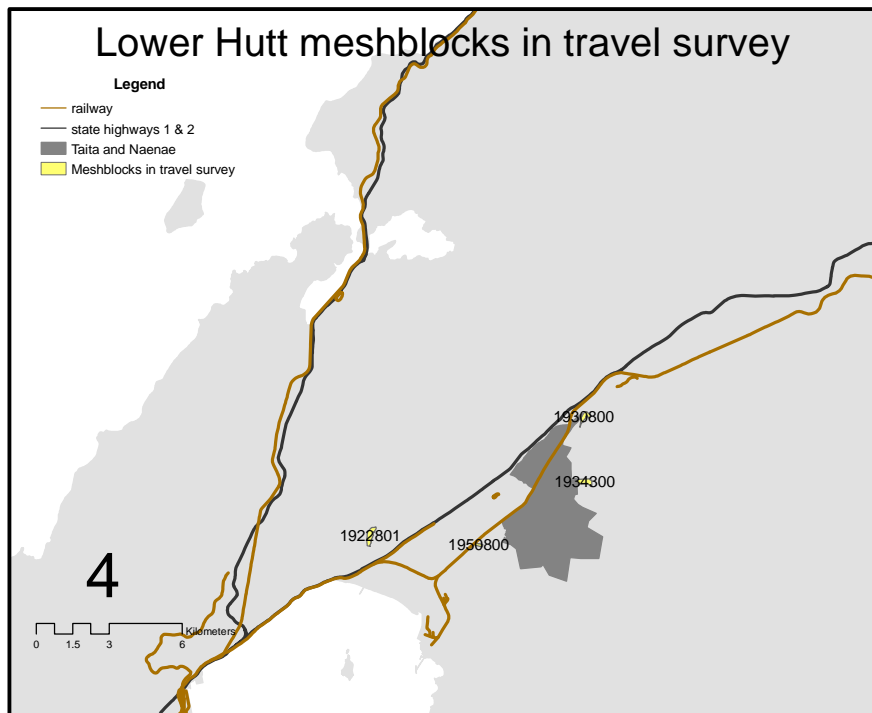 Lower Hutt meshblocks in travel survey
Legend
railway
state highways 1 & 2
Taita and Naenae
Meshblocks in travel survey
1930800
1934300
1922801
1950800
4
Kilometers
0 1.5 3 6